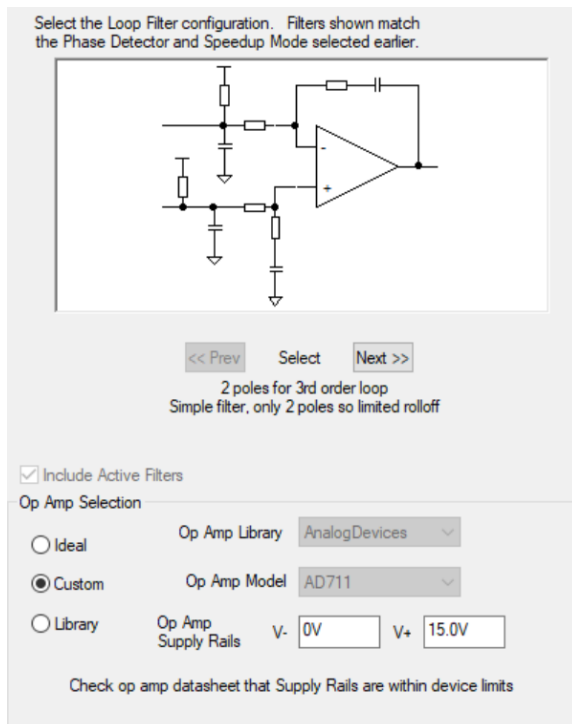 Select the Loop Filter configuration.   Filters shown match
the Phase Detector and Speedup Mode selected earlier.
-
+
<< Prev
Select
Next >>
2 poles for 3rd order loop
Simple filter, only 2 poles so limited rolloff
Include Active Filters
Op Amp Selection
Ideal
Op Amp Library
AnalogDevices
Custom
Op Amp Model
AD711
Library
Op Amp
Supply Rails
V-
0V
V+
15.0V
Check op amp datasheet that Supply Rails are within device limits